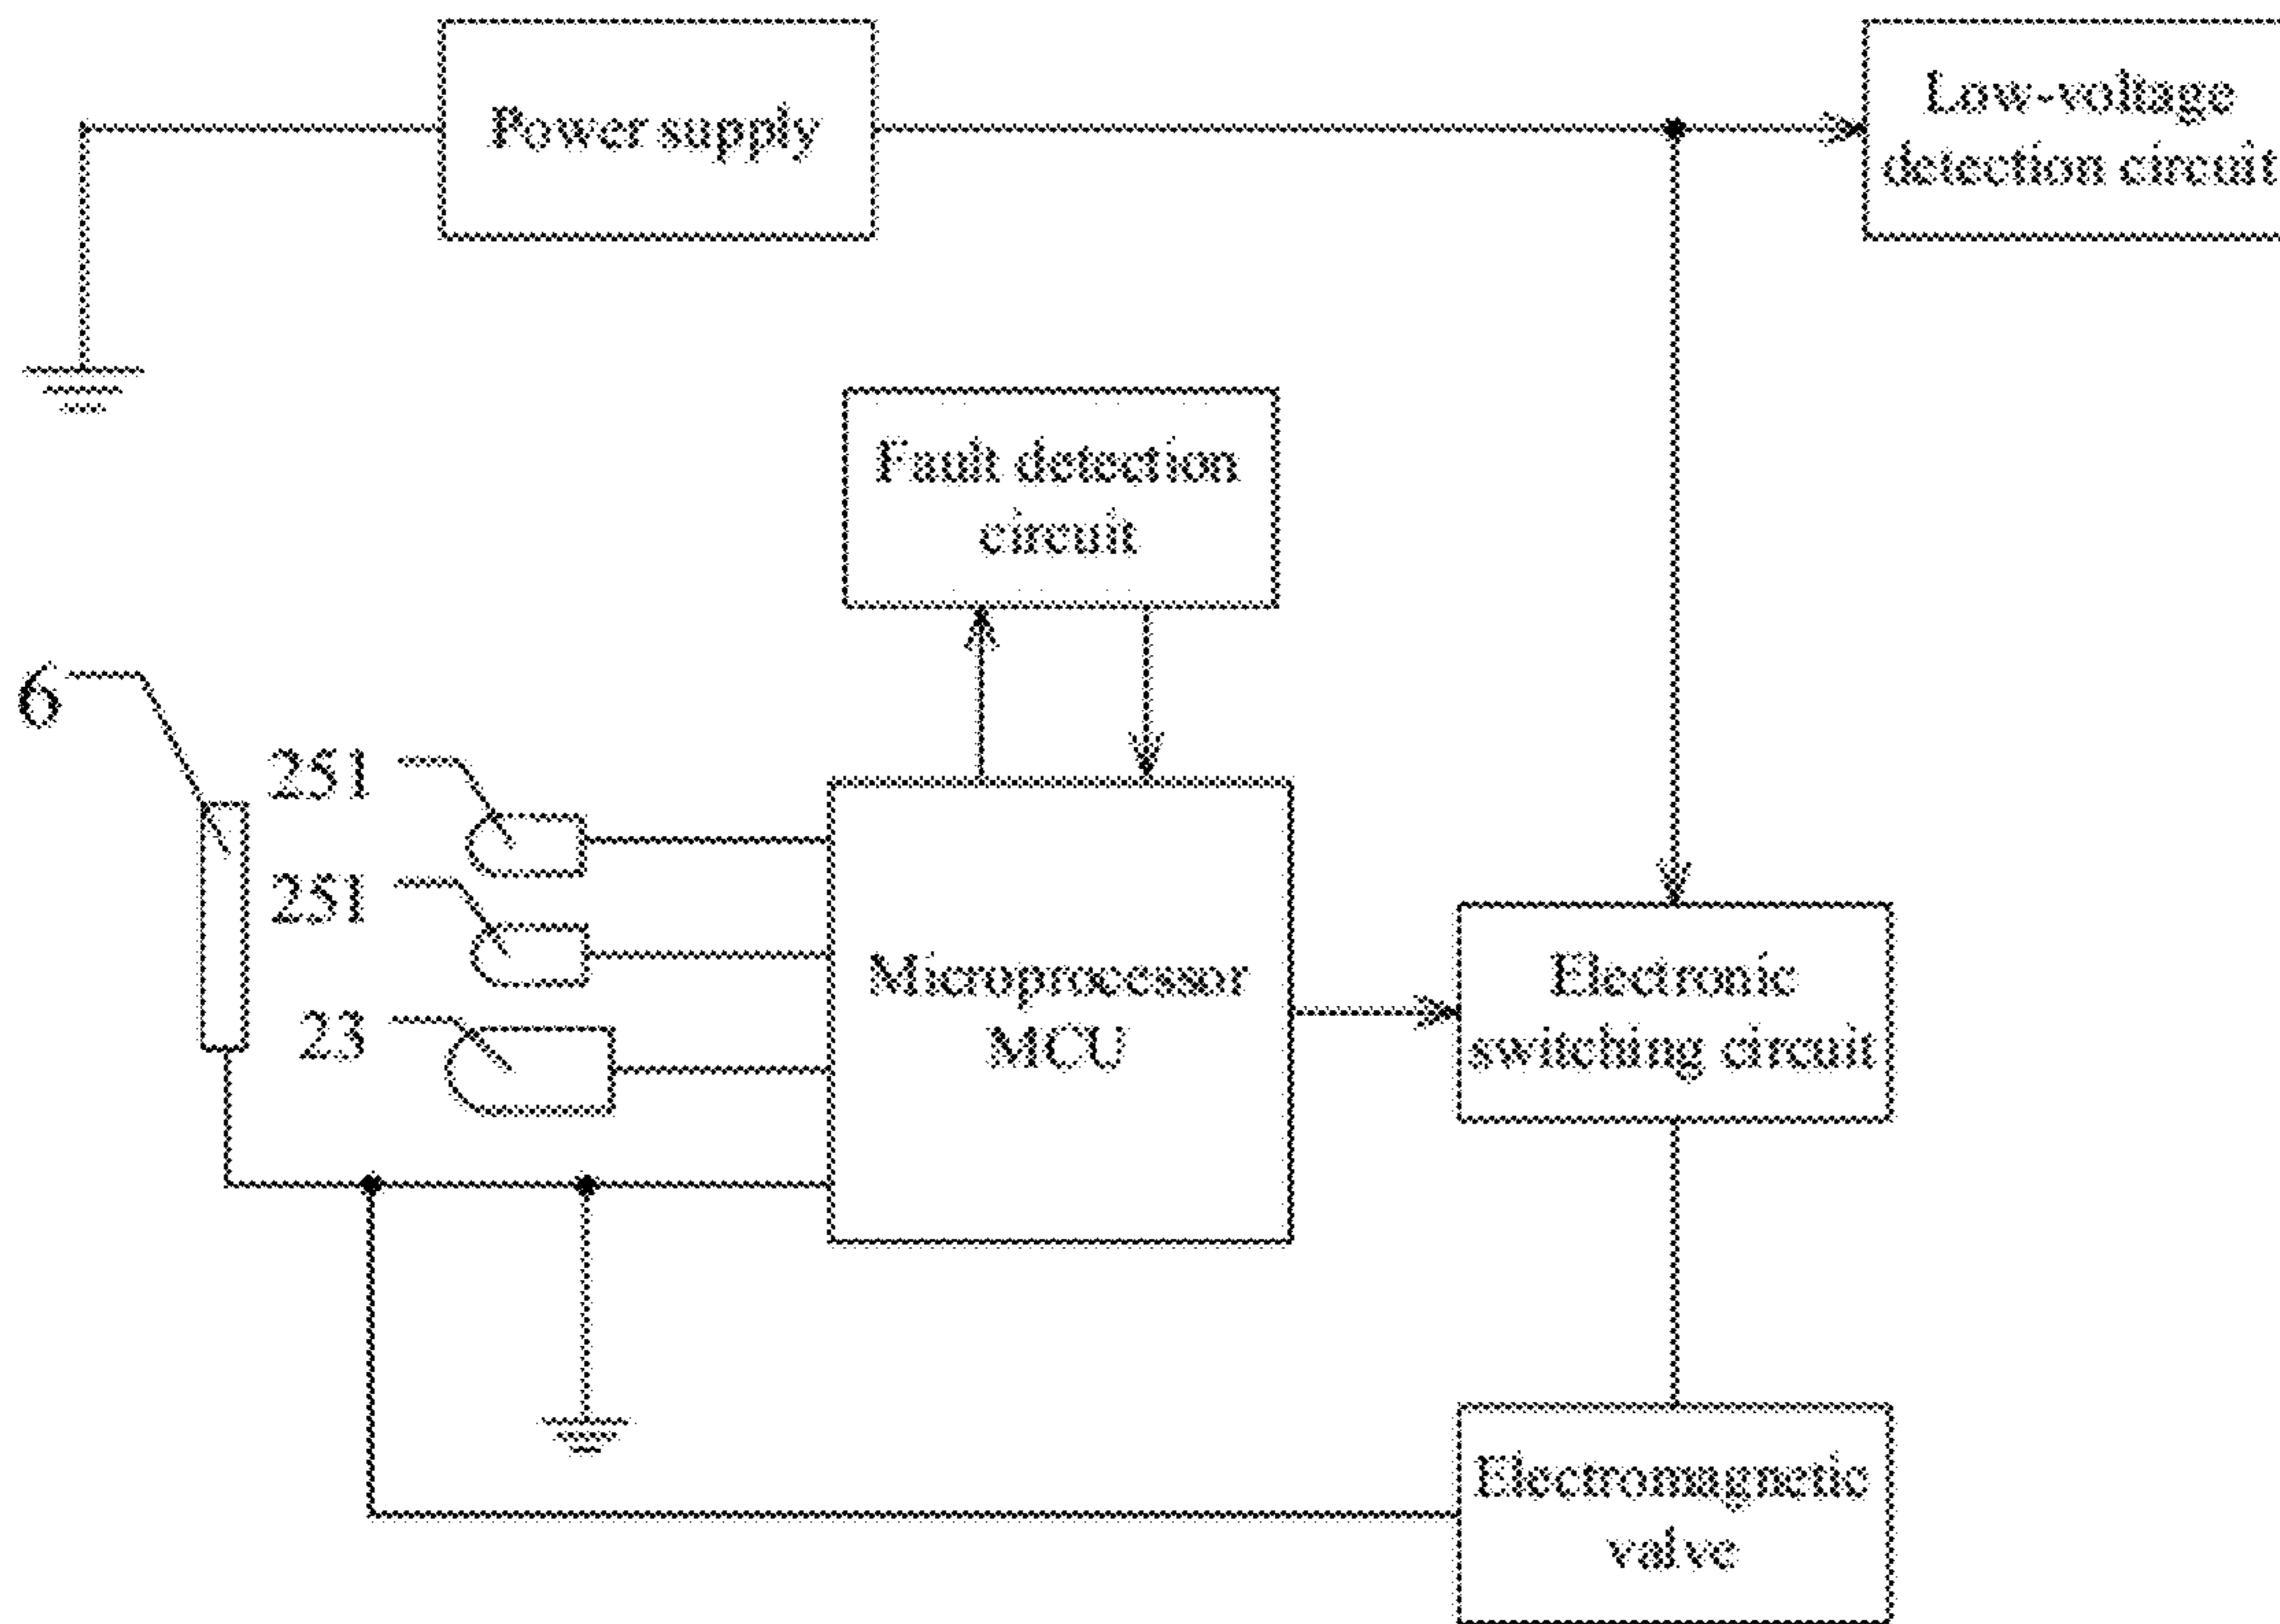 Power supply
Low-voltage
detection circuit
Fault detection
circuit
6
251
251
23
Microprocessor
MCU
Electronic
switching circuit
Electromagnetic
valve